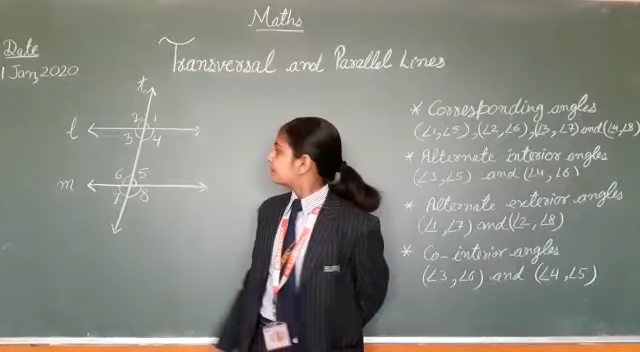 Maths
Date
1 Jan, 2020
Transversal and Parallel Lines
t
2 1
l
3 4
6 5
m
7 8
* Corresponding angles
(∠1, ∠5), (∠2, ∠6), (∠3, ∠7) and (∠4, ∠8)
* Alternate interior angles
(∠3, ∠5) and (∠4, ∠6)
* Alternate exterior angles
(∠1, ∠7) and (∠2, ∠8)
* Co-interior angles
(∠3, ∠6) and (∠4, ∠5)